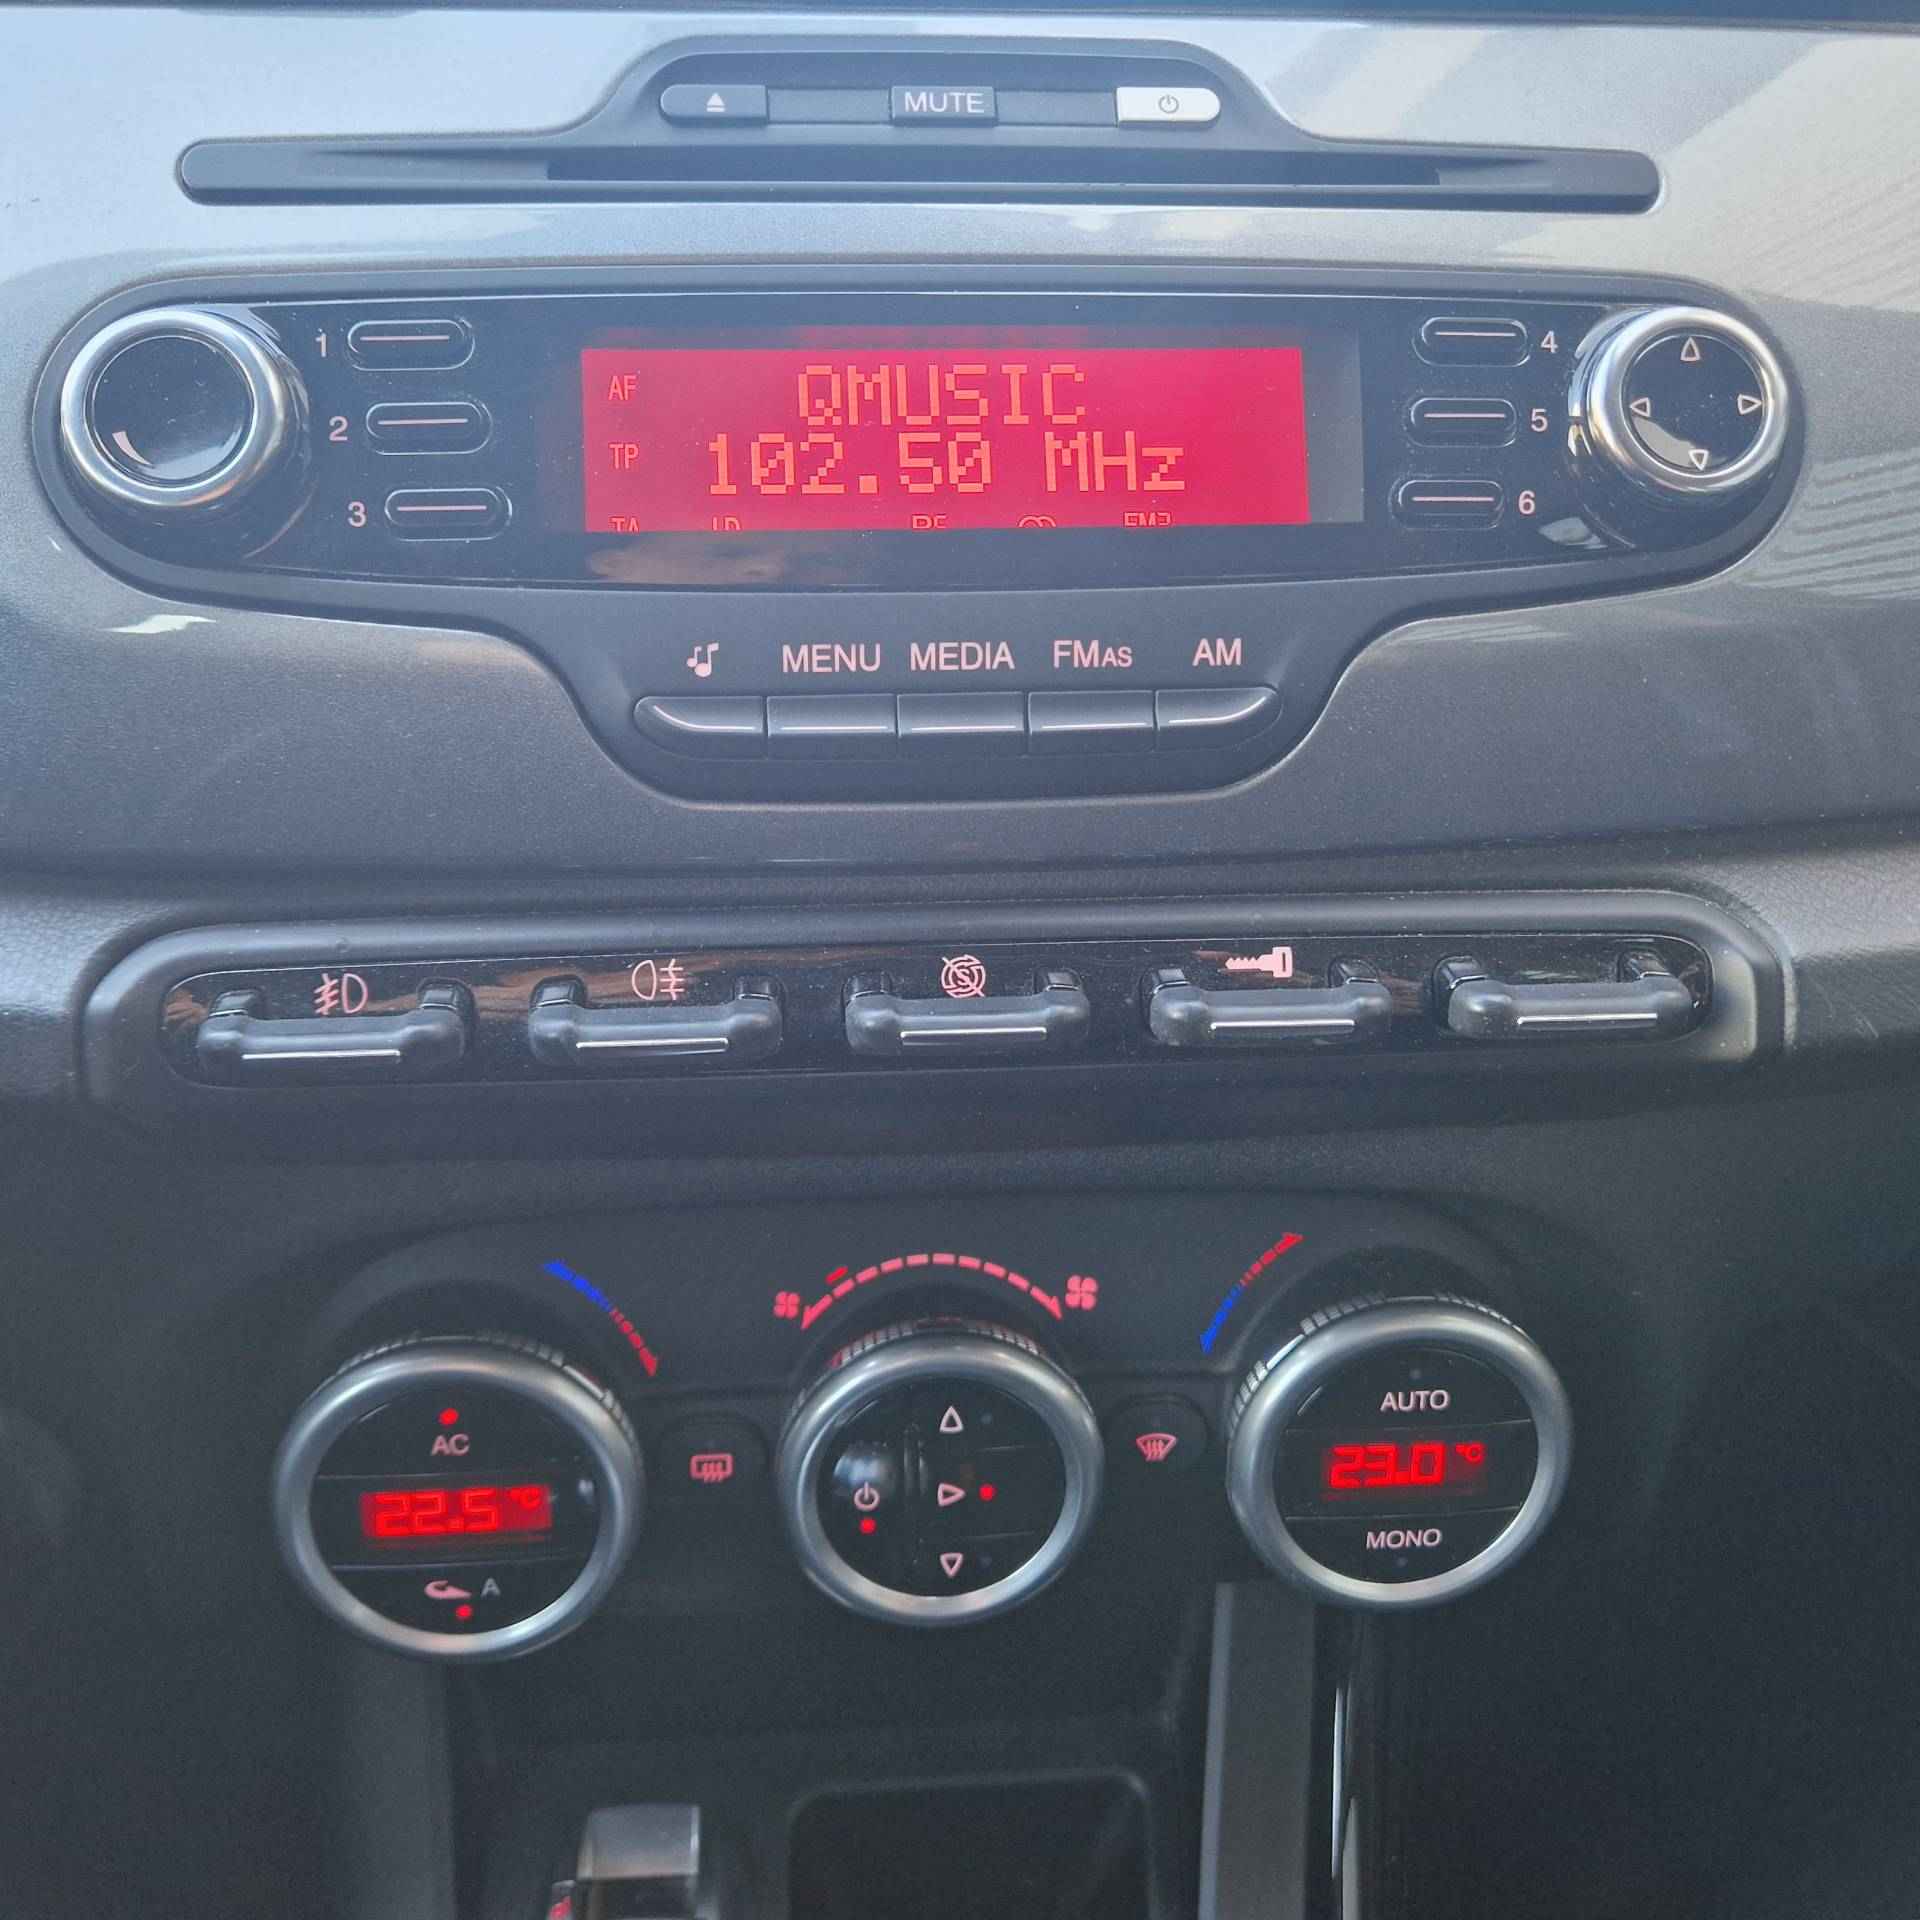 MUTE
1
2
3
AF
TP
QMUSIC
102.50 MHz
4
5
6
MENU MEDIA FMAS AM
AC
22.5 °C
A
AUTO
23.0 °C
MONO